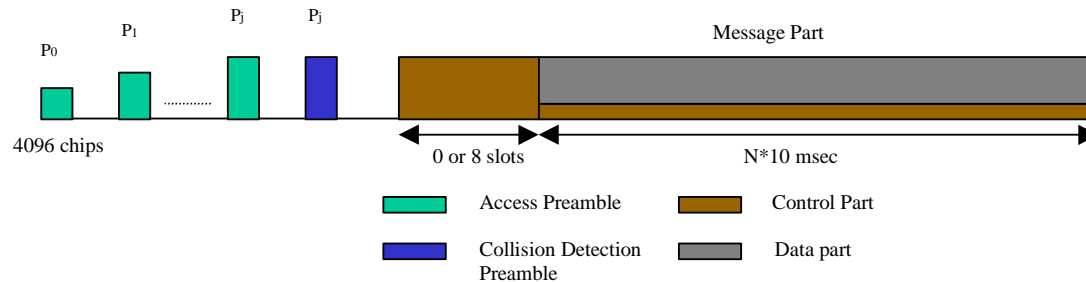 P0
P1
Pj
Pj
Message Part
4096 chips
0 or 8 slots
N*10 msec
Access Preamble
Control Part
Collision Detection
Preamble
Data part